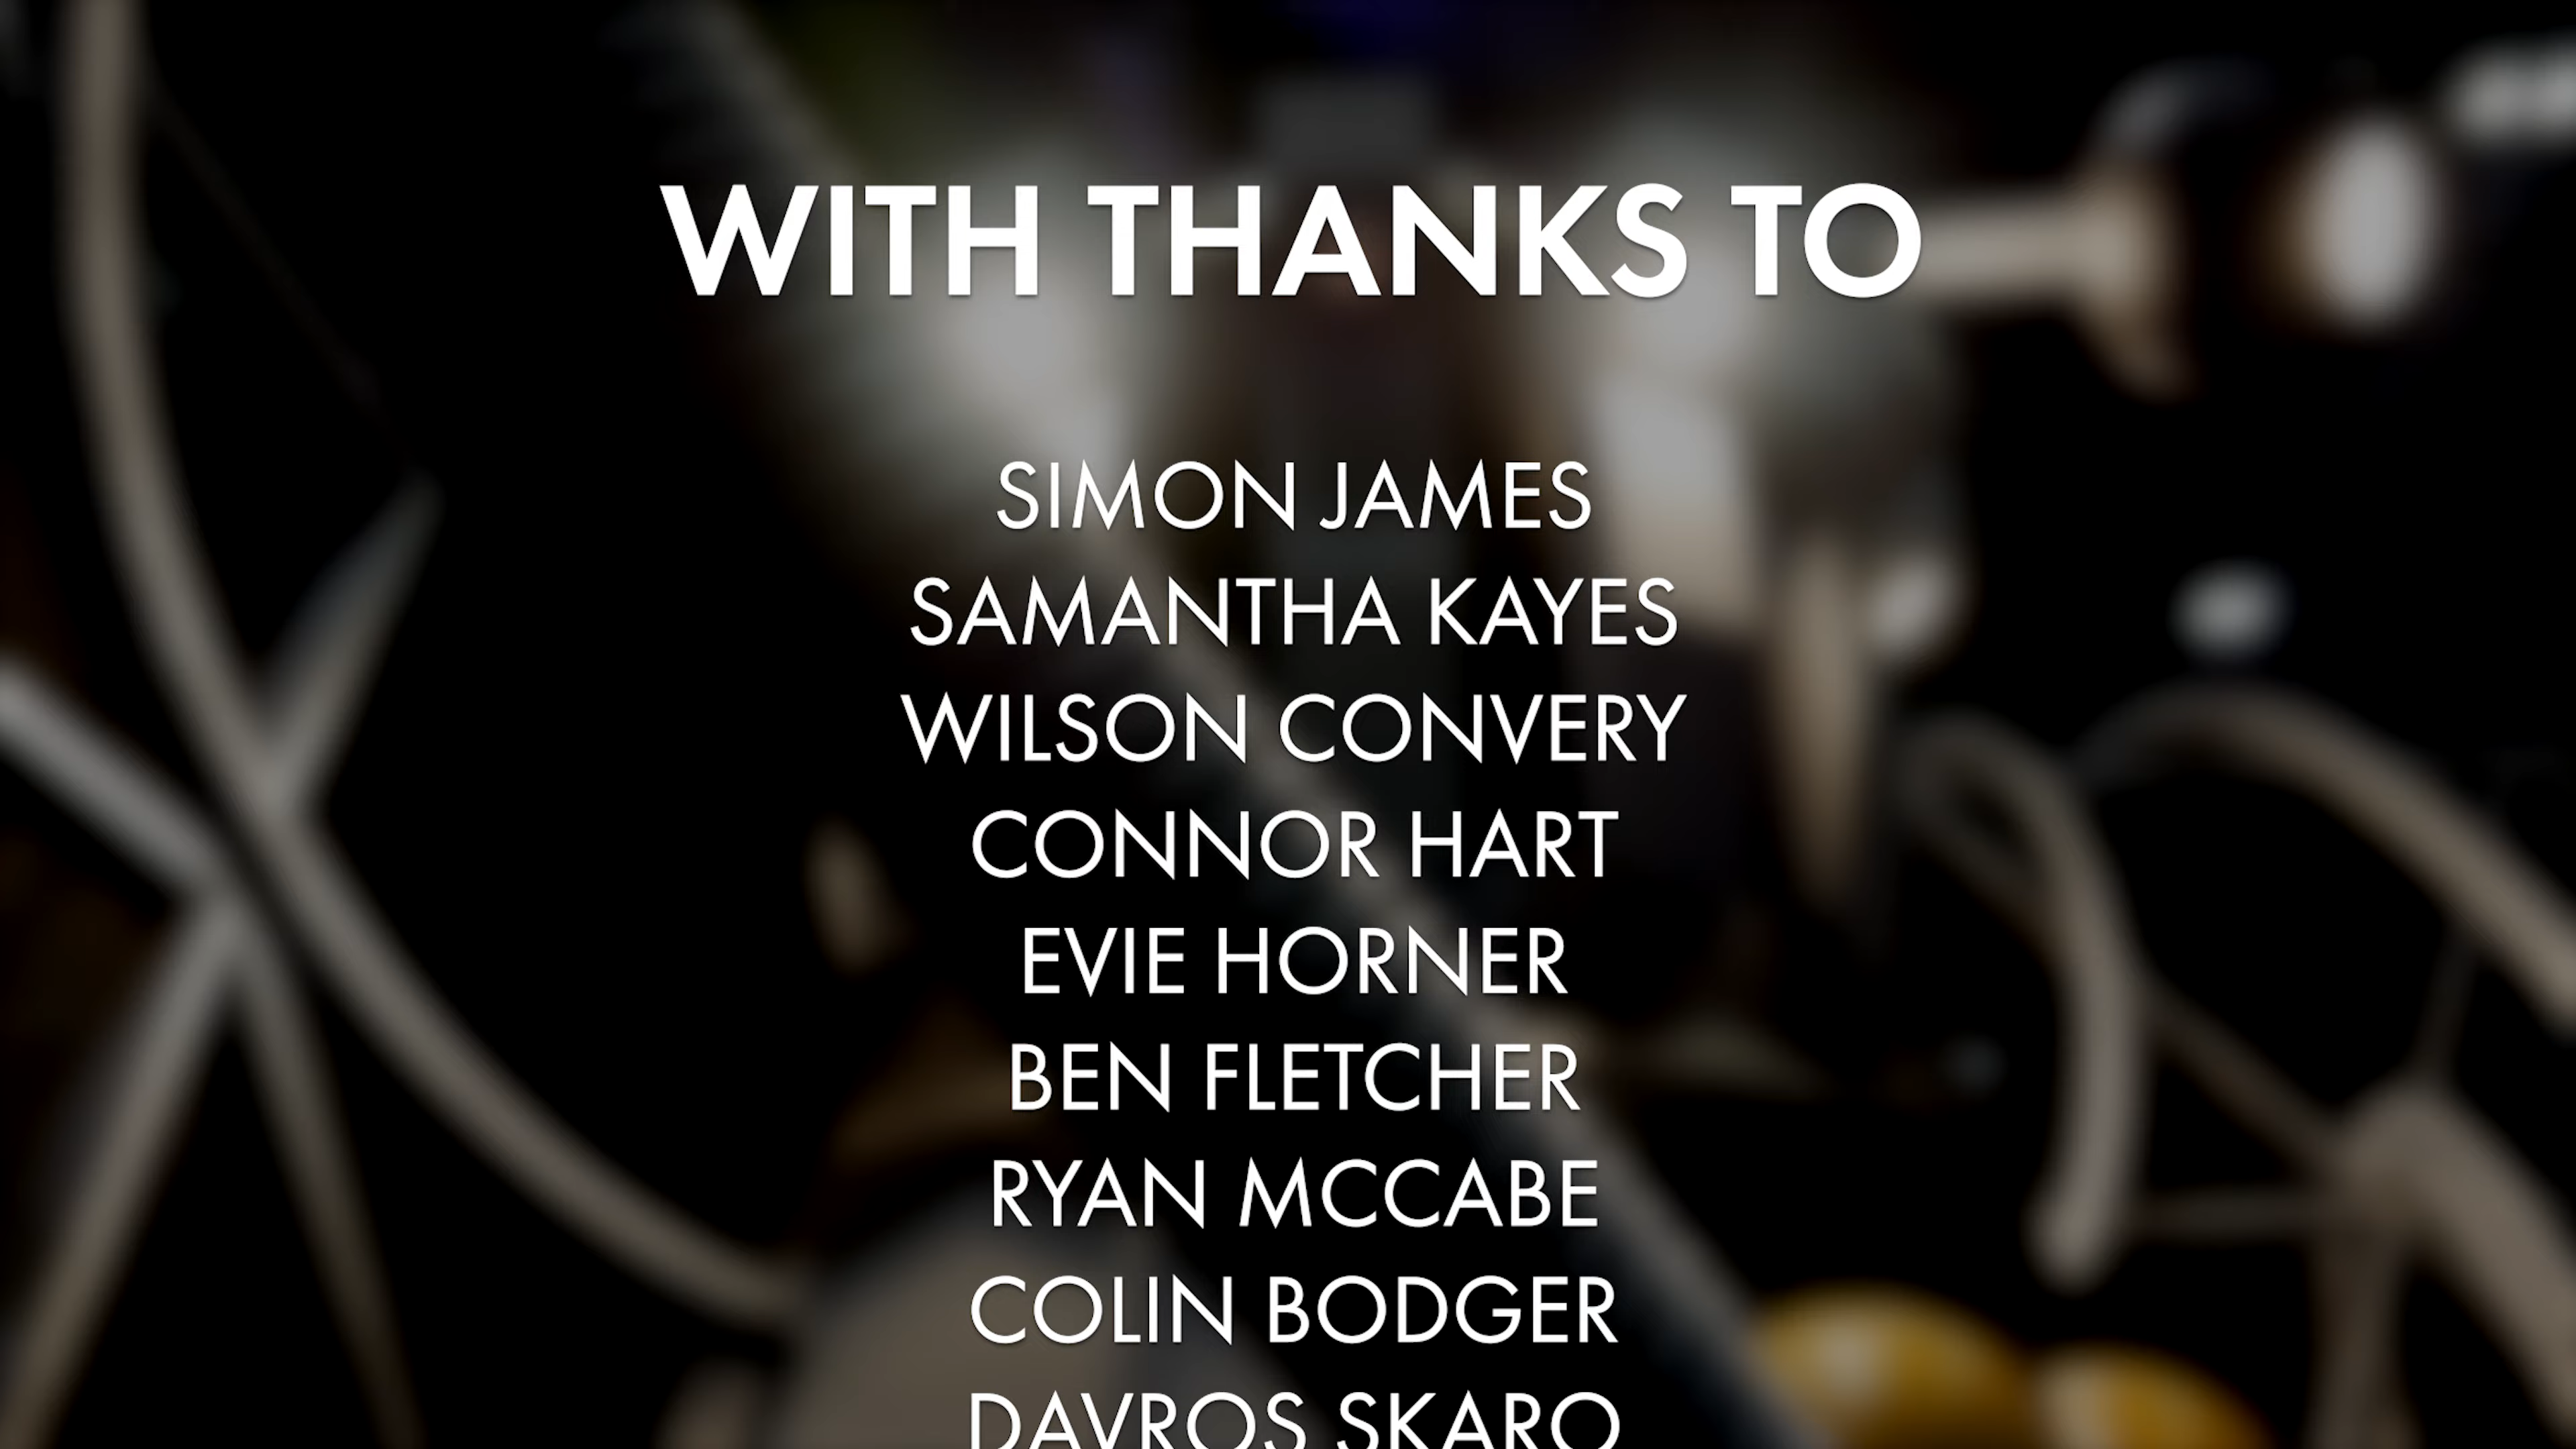 WITH THANKS TO
SIMON JAMES
SAMANTHA KAYES
WILSON CONVERY
CONNOR HART
EVIE HORNER
BEN FLETCHER
RYAN MCCABE
COLIN BODGER
DAVROS SKARO